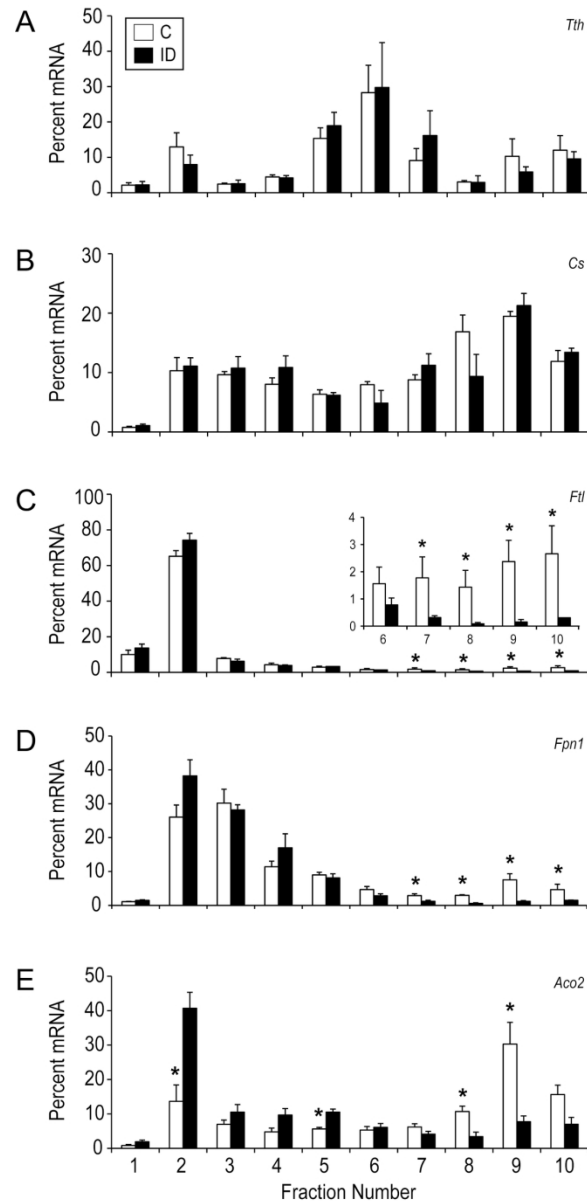 A
Tth
C
ID
Percent mRNA
50
40
30
20
10
0
B
Cs
Percent mRNA
30
20
10
0
C
Ftl
Percent mRNA
100
80
60
40
20
0
4
3
2
1
0
* * * *
6 7 8 9 10
* * * *
D
Fpn1
Percent mRNA
50
40
30
20
10
0
* * * *
E
Aco2
Percent mRNA
50
40
30
20
10
0
* * * *
1 2 3 4 5 6 7 8 9 10
Fraction Number